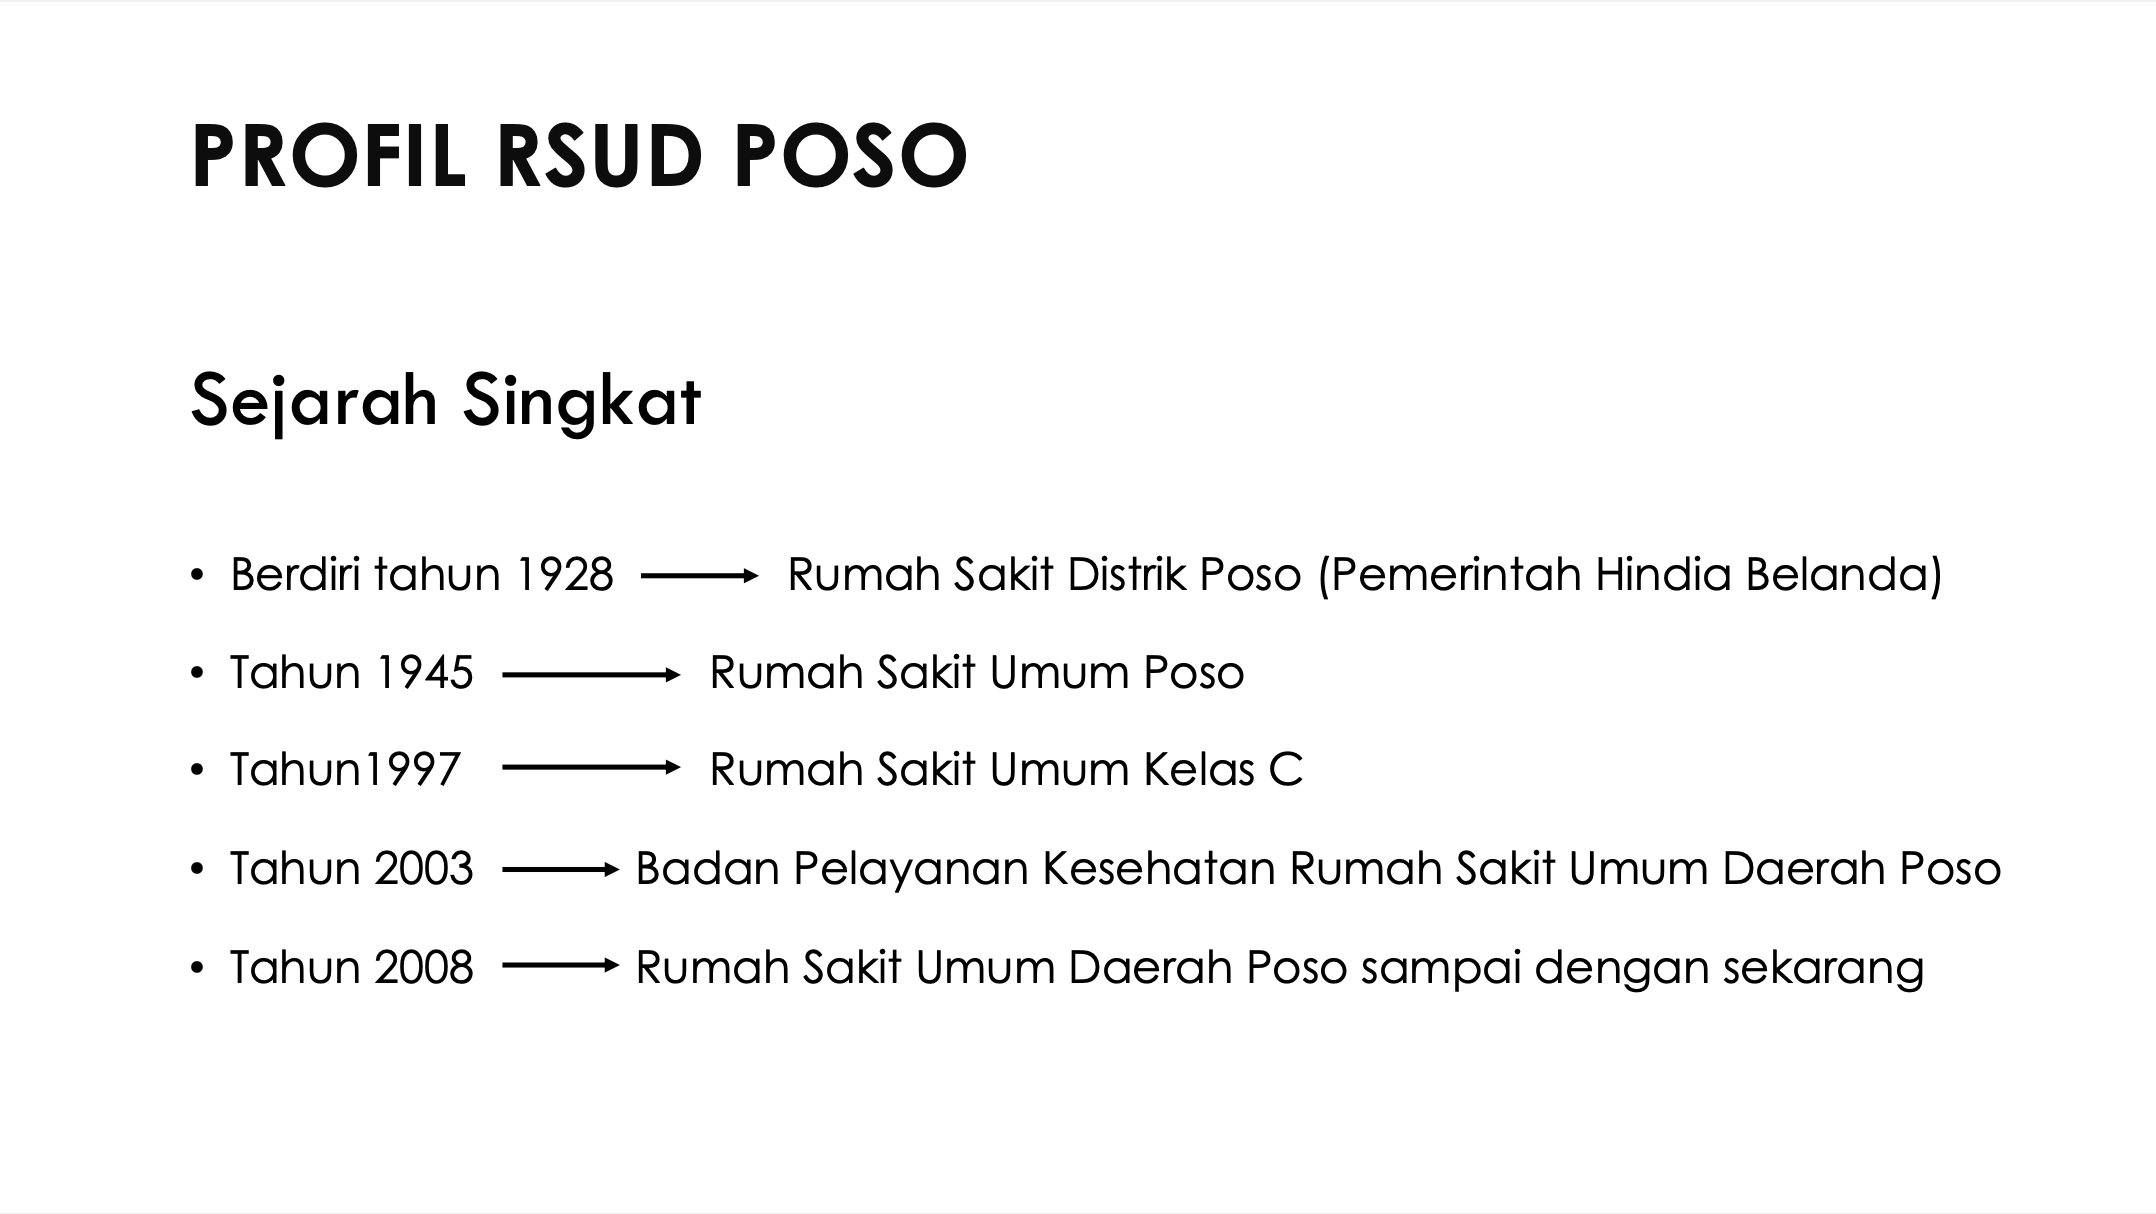 PROFIL RSUD POSO
Sejarah Singkat
• Berdiri tahun 1928 → Rumah Sakit Distrik Poso (Pemerintah Hindia Belanda)
• Tahun 1945 → Rumah Sakit Umum Poso
• Tahun1997 → Rumah Sakit Umum Kelas C
• Tahun 2003 → Badan Pelayanan Kesehatan Rumah Sakit Umum Daerah Poso
• Tahun 2008 → Rumah Sakit Umum Daerah Poso sampai dengan sekarang